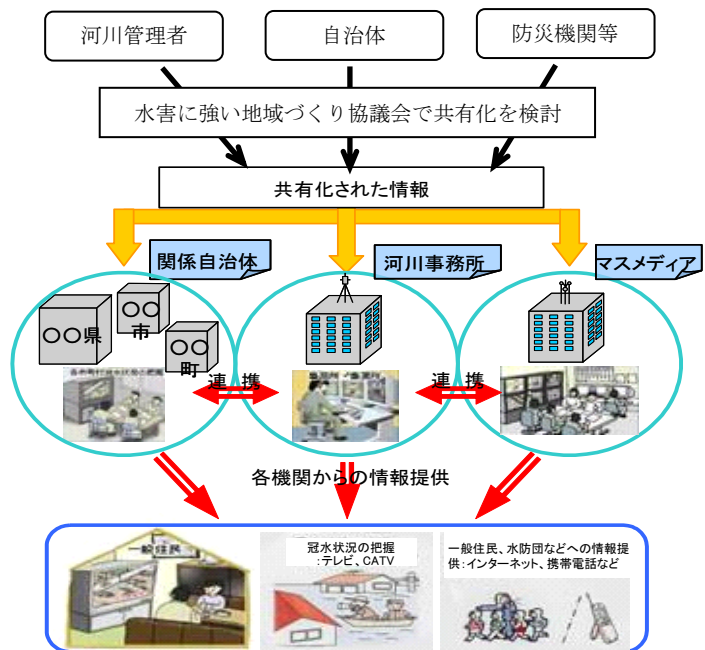 河川管理者
自治体
防災機関等
水害に強い地域づくり協議会で共有化を検討
共有化された情報
関係自治体
河川事務所
マスメディア
〇〇県
〇〇
市
〇〇
町
連 携
連 携
各機関からの情報提供
一般住民
冠水状況の把握
:テレビ、CATV
一般住民、水防団などへの情報提
供:インターネット、携帯電話など